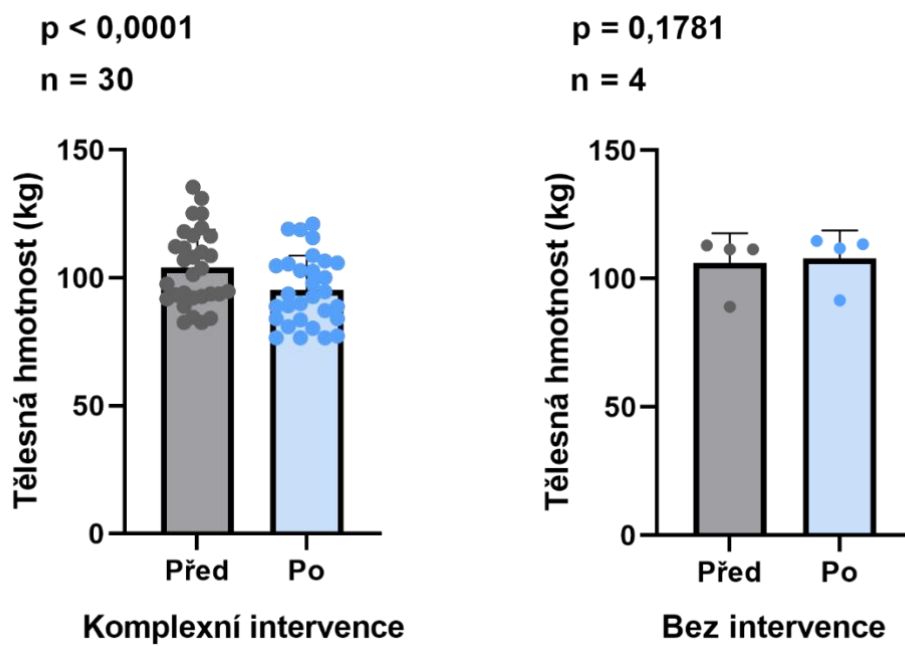 p < 0,0001
n = 30
Tělesná hmotnost (kg)
150
100
50
0
Před Po
Komplexní intervence
p = 0,1781
n = 4
Tělesná hmotnost (kg)
150
100
50
0
Před Po
Bez intervence